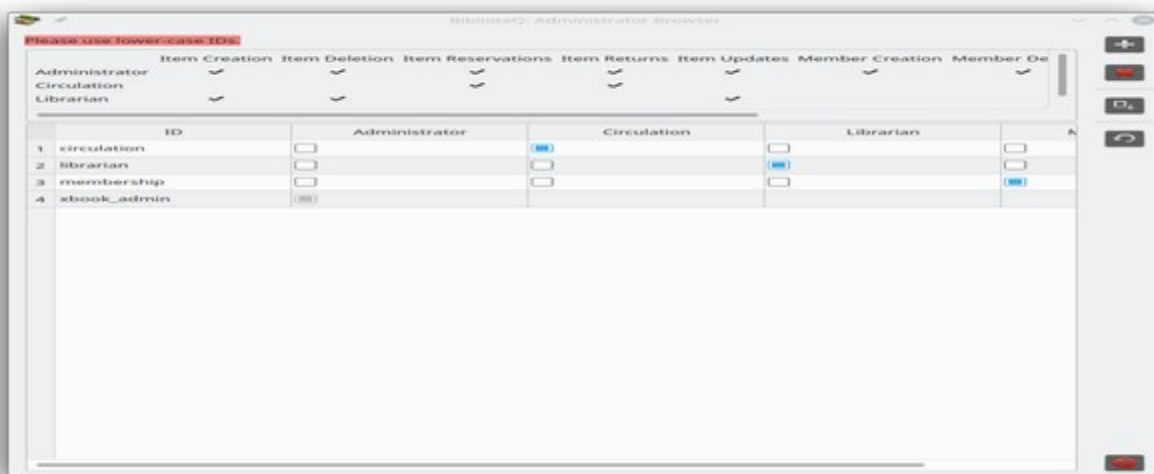 BiblioteQ: Administrator Browser
Please use lower-case IDs.
Item Creation Item Deletion Item Reservations Item Returns Item Updates Member Creation Member De
Administrator
Circulation
Librarian
ID Administrator Circulation Librarian M
1 circulation
2 librarian
3 membership
4 xbook_admin